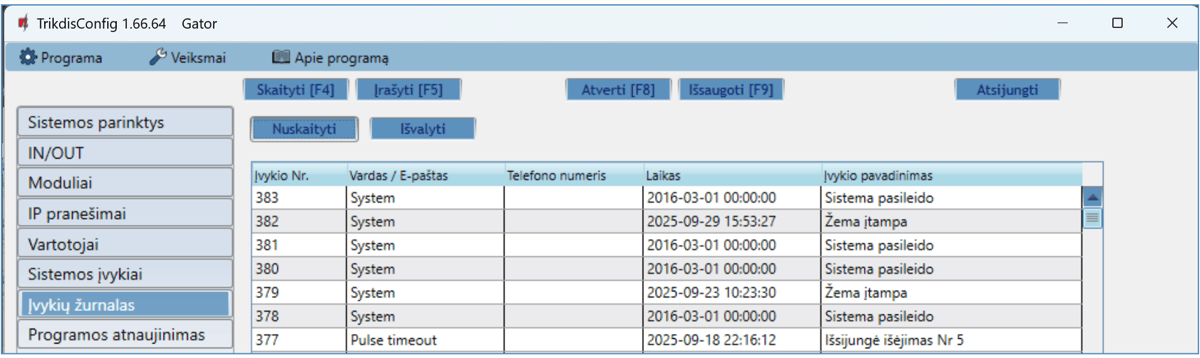 TrikdisConfig 1.66.64 Gator
Programa Veiksmai Apie programą
Skaityti [F4] Įrašyti [F5] Atverti [F8] Išsaugoti [F9] Atsijungti
Nuskaityti Išvalyti
Sistemos parinktys
IN/OUT
Moduliai
IP pranešimai
Vartotojai
Sistemos įvykiai
Įvykių žurnalas
Programos atnaujinimas
Įvykio Nr. Vardas / E-paštas Telefono numeris Laikas Įvykio pavadinimas
383 System 2016-03-01 00:00:00 Sistema pasileido
382 System 2025-09-29 15:53:27 Žema įtampa
381 System 2016-03-01 00:00:00 Sistema pasileido
380 System 2016-03-01 00:00:00 Sistema pasileido
379 System 2025-09-23 10:23:30 Žema įtampa
378 System 2016-03-01 00:00:00 Sistema pasileido
377 Pulse timeout 2025-09-18 22:16:12 Išsijungė išėjimas Nr 5